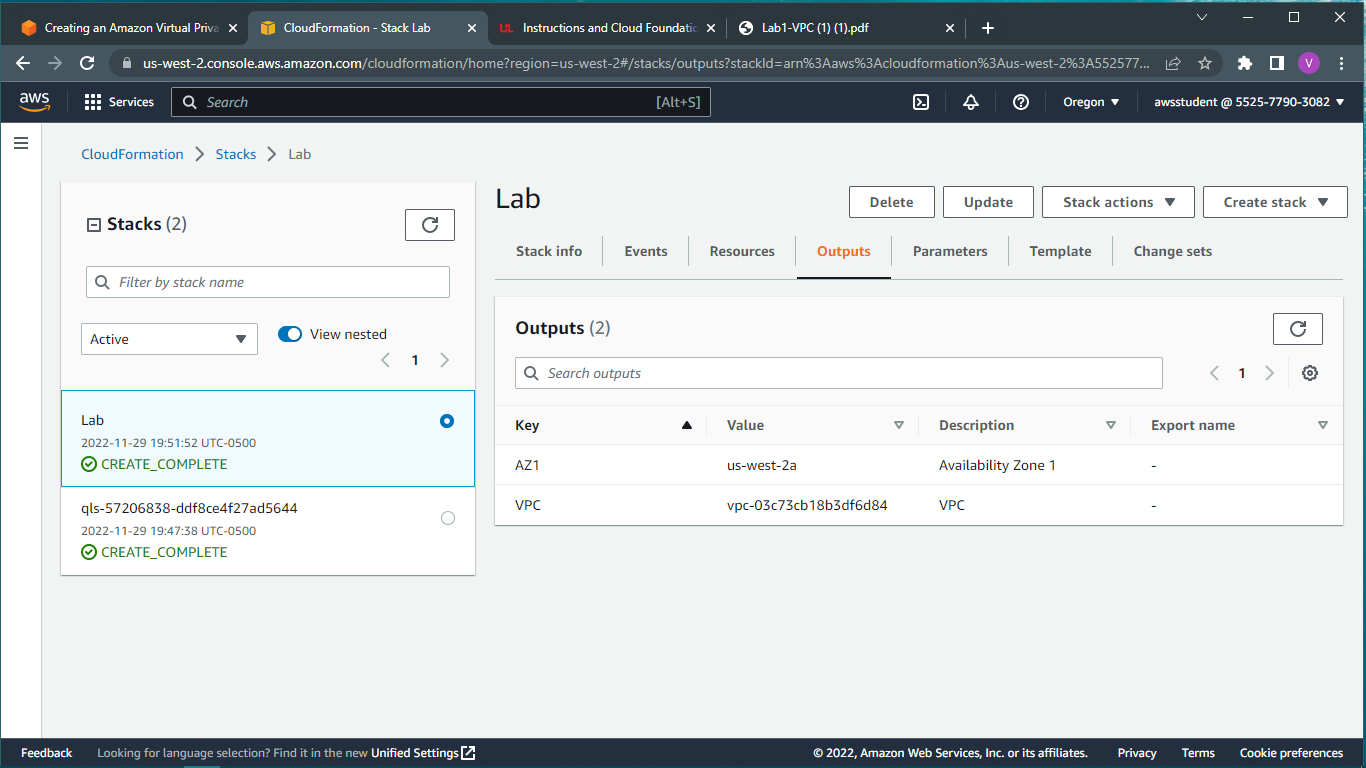 Creating an Amazon Virtual Priva
CloudFormation - Stack Lab
UL Instructions and Cloud Foundatic
Lab1-VPC (1) (1).pdf
us-west-2.console.aws.amazon.com/cloudformation/home?region=us-west-2#/stacks/outputs?stackId=arn%3Aaws%3Acloudformation%3Aus-west-2%3A552577...
V
aws
Services
Search
[Alt+S]
Oregon
awsstudent @ 5525-7790-3082
CloudFormation
Stacks
Lab
Stacks (2)
Filter by stack name
Active
View nested
1
Lab
2022-11-29 19:51:52 UTC-0500
CREATE_COMPLETE
qls-57206838-ddf8ce4f27ad5644
2022-11-29 19:47:38 UTC-0500
CREATE_COMPLETE
Lab
Delete
Update
Stack actions
Create stack
Stack info
Events
Resources
Outputs
Parameters
Template
Change sets
Outputs (2)
Search outputs
1
Key Value Description Export name
AZ1 us-west-2a Availability Zone 1 -
VPC vpc-03c73cb18b3df6d84 VPC -
Feedback
Looking for language selection? Find it in the new Unified Settings
© 2022, Amazon Web Services, Inc. or its affiliates.
Privacy
Terms
Cookie preferences